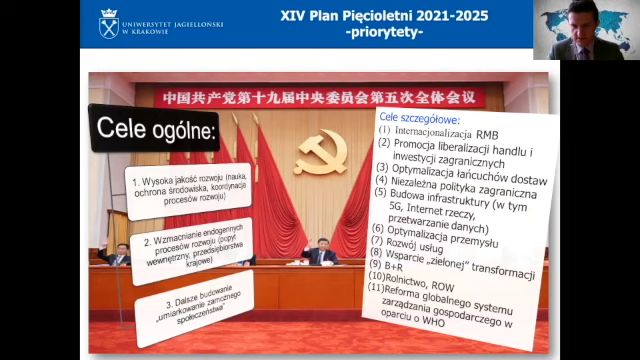 UNIWERSYTET JAGIELLOŃSKI
W KRAKOWIE
XIV Plan Pięcioletni 2021-2025
-priorytety-
中国共产党第十九届中央委员会第五次全体会议
Cele ogólne:
1. Wysoka jakość rozwoju (nauka,
ochrona środowiska, koordynacja
procesów rozwoju)
2. Wzmacnianie endogennych
procesów rozwoju (popyt
wewnętrzny, przedsiębiorstwa
krajowe)
3. Dalsze budowanie
„umiarkowanie zamożnego
społeczeństwa”
Cele szczegółowe:
(1) Internacjonalizacja RMB
(2) Promocja liberalizacji handlu i
inwestycji zagranicznych
(3) Optymalizacja łańcuchów dostaw
(4) Niezależna polityka zagraniczna
(5) Budowa infrastruktury (w tym
5G, Internet rzeczy,
przetwarzanie danych)
(6) Optymalizacja przemysłu
(7) Rozwój usług
(8) Wsparcie „zielonej” transformacji
(9) B+R
(10)Rolnictwo, ROW
(11)Reforma globalnego systemu
zarządzania gospodarczego w
oparciu o WHO